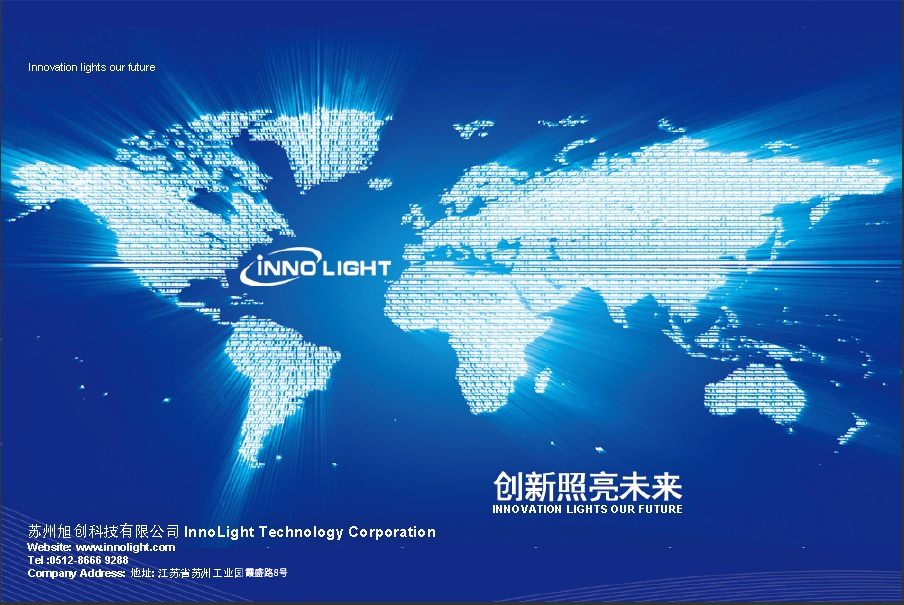 Innovation lights our future
INNOLIGHT
创新照亮未来
INNOVATION LIGHTS OUR FUTURE
苏州旭创科技有限公司 InnoLight Technology Corporation
Website: www.innolight.com
Tel :0512-8666 9288
Company Address: 地址: 江苏省苏州工业园霞盛路8号